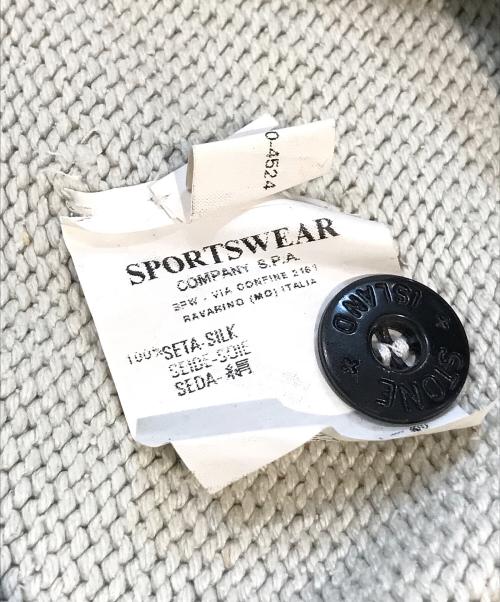 0-4524
SPORTSWEAR
COMPANY S.P.A.
SPW - VIA CONFINE 2161
RAVARINO (MO) ITALIA
100% SETA-SILK
SEIDE-SOIE
SEDA-絹
STONE
ISLAND